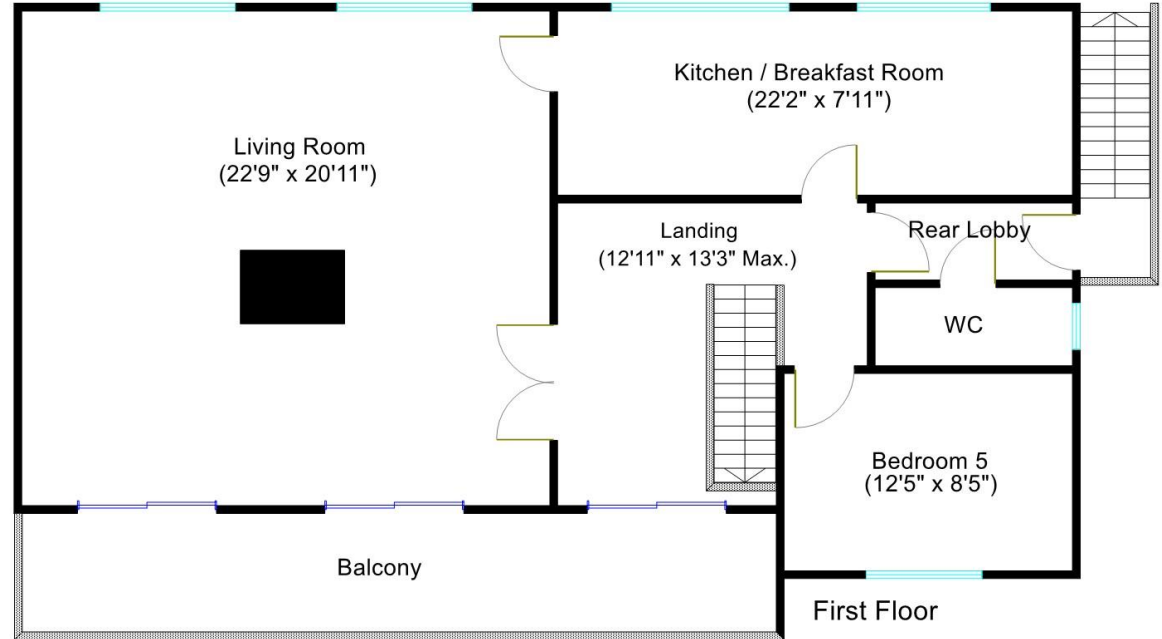 Kitchen / Breakfast Room
(22'2" x 7'11")
Living Room
(22'9" x 20'11")
Landing
(12'11" x 13'3" Max.)
Rear Lobby
WC
Bedroom 5
(12'5" x 8'5")
Balcony
First Floor